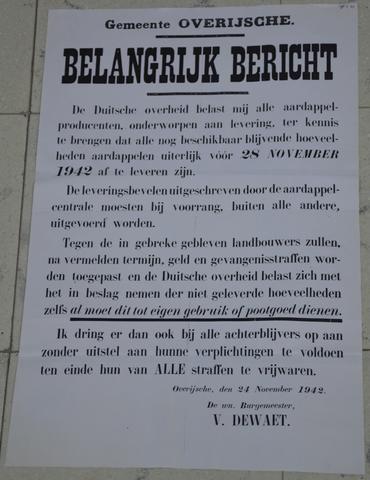 Gemeente OVERIJSCHE.
BELANGRIJK BERICHT
De Duitsche overheid belast mij alle aardappel-
producenten, onderworpen aan levering, ter kennis
te brengen dat alle nog beschikbaar blijvende hoeveel-
heden aardappelen uiterlijk vóór 28 NOVEMBER
1942 af te leveren zijn.
De leveringsbevelen uitgeschreven door de aardappel-
centrale moesten bij voorrang, buiten alle andere,
uitgevoerd worden.
Tegen de in gebreke gebleven landbouwers zullen,
na vermelden termijn, geld en gevangenisstraffen wor-
den toegepast en de Duitsche overheid belast zich met
het in beslag nemen der niet geleverde hoeveelheden
zelfs al moet dit tot eigen gebruik of pootgoed dienen.
Ik dring er dan ook bij alle achterblijvers op aan
zonder uitstel aan hunne verplichtingen te voldoen
ten einde hun van ALLE straffen te vrijwaren.
Overijsche, den 24 November 1942.
De wn. Burgemeester,
V. DEWAET.